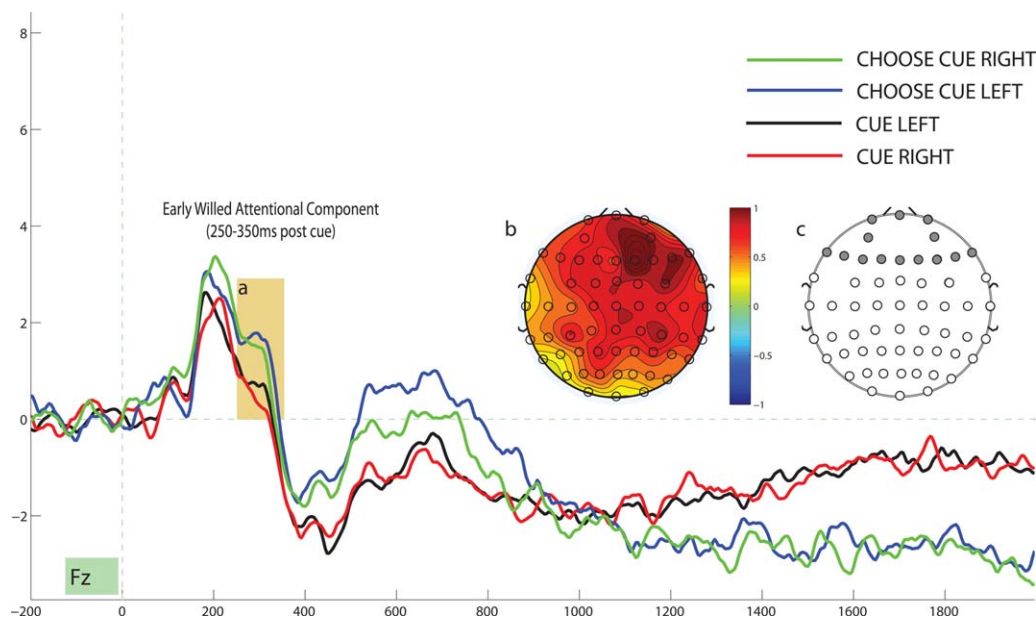 8
6
4
2
0
−2
CHOOSE CUE RIGHT
CHOOSE CUE LEFT
CUE LEFT
CUE RIGHT
Early Willed Attentional Component
(250-350ms post cue)
a
b
1
0.5
0
−0.5
−1
c
Fz
−200 0 200 400 600 800 1000 1200 1400 1600 1800